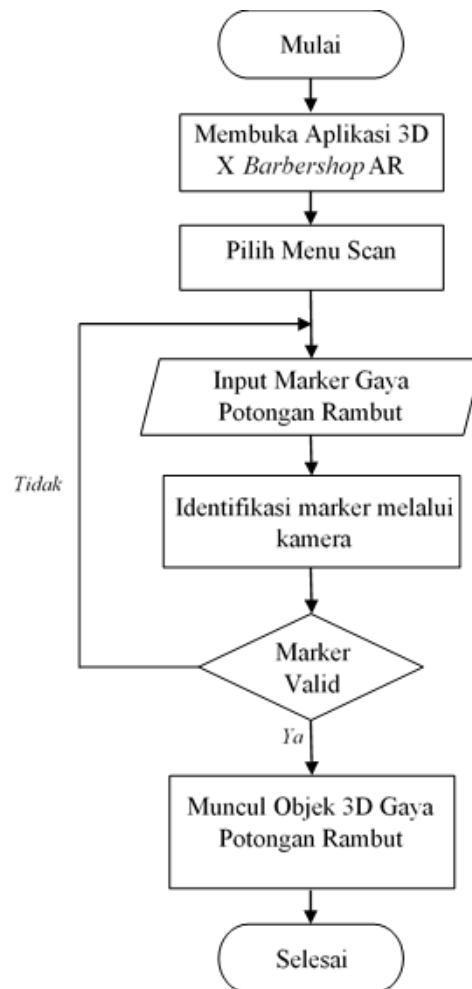 Mulai
Membuka Aplikasi 3D
X Barbershop AR
Pilih Menu Scan
Input Marker Gaya
Potongan Rambut
Tidak
Identifikasi marker melalui
kamera
Marker
Valid
Ya
Muncul Objek 3D Gaya
Potongan Rambut
Selesai